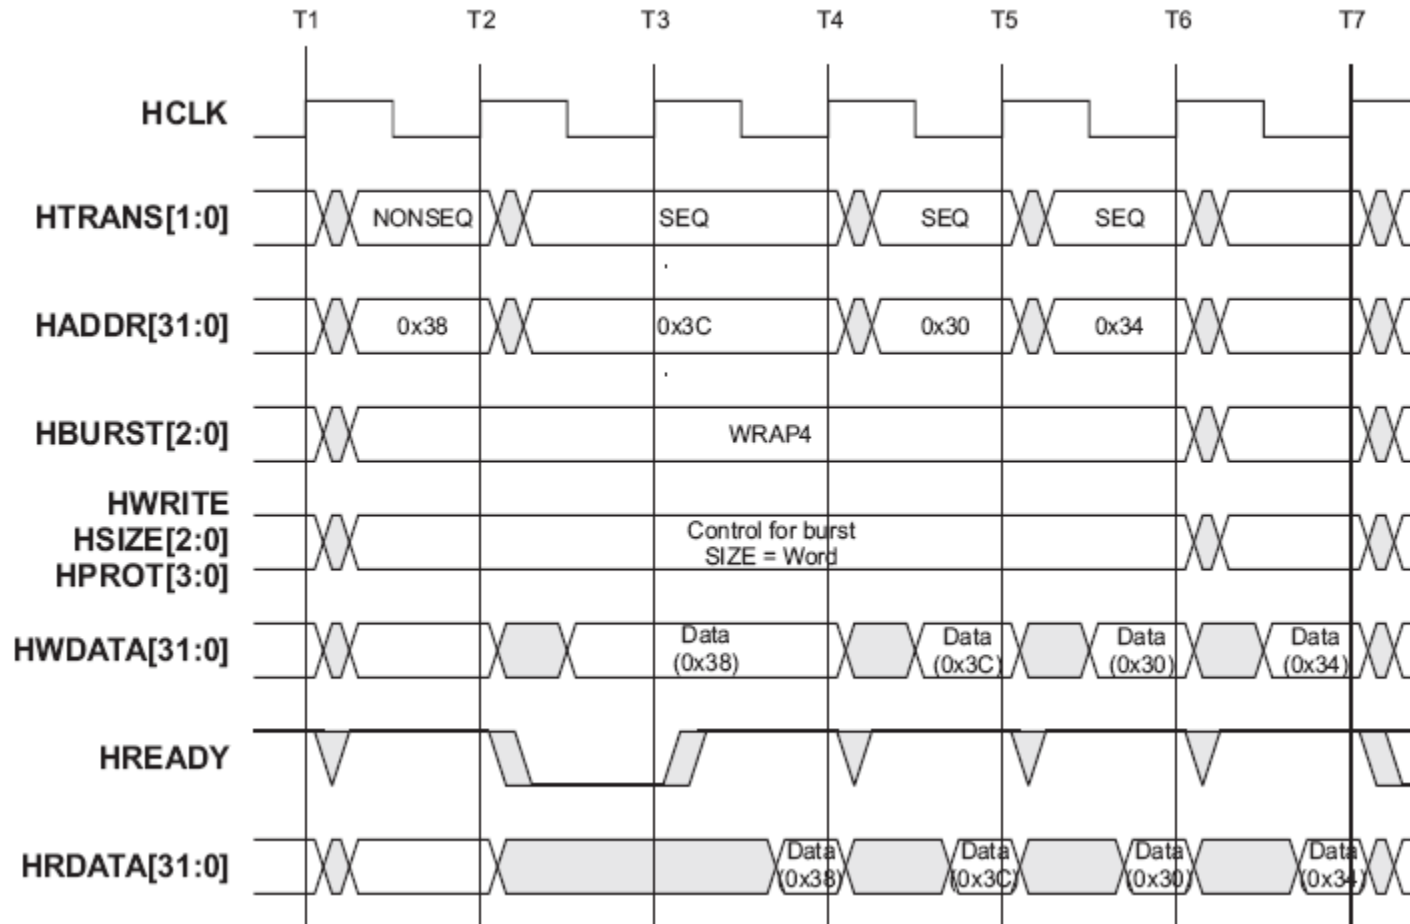 T1 T2 T3 T4 T5 T6 T7
HCLK
HTRANS[1:0] NONSEQ SEQ SEQ SEQ
HADDR[31:0] 0x38 0x3C 0x30 0x34
HBURST[2:0] WRAP4
HWRITE
HSIZE[2:0]
HPROT[3:0]
Control for burst
SIZE = Word
HWDATA[31:0]
Data
(0x38)
Data
(0x3C)
Data
(0x30)
Data
(0x34)
HREADY
HRDATA[31:0]
Data
(0x38)
Data
(0x3C)
Data
(0x30)
Data
(0x34)